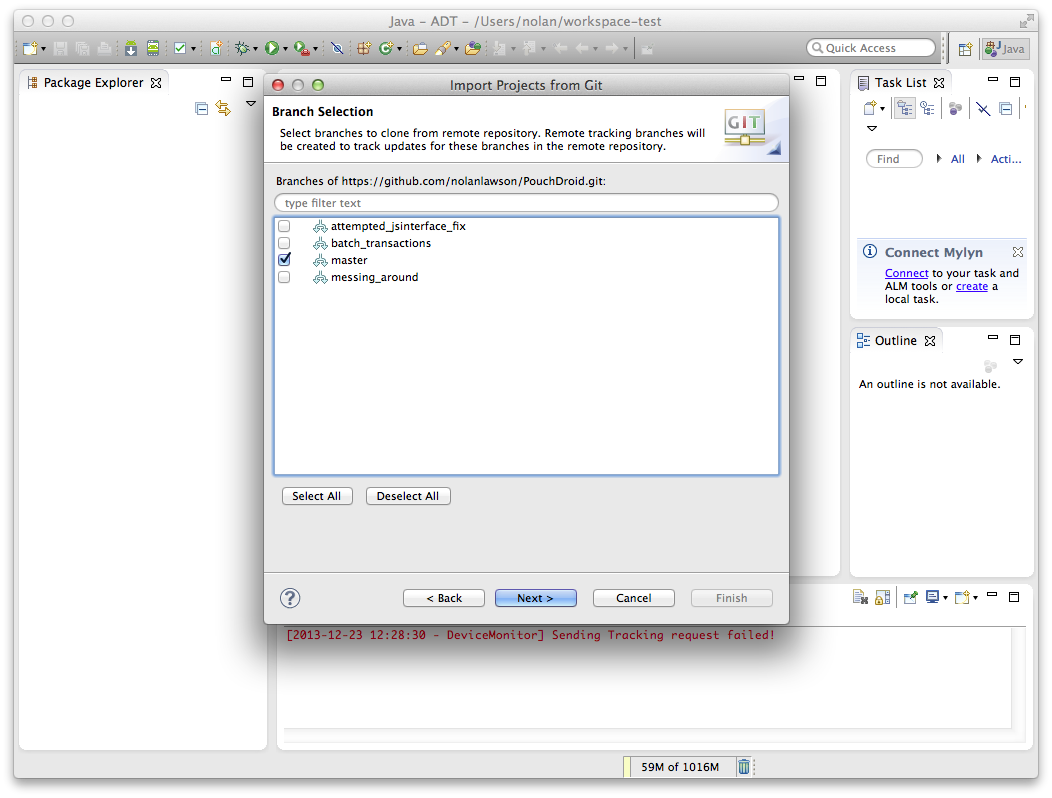 Java - ADT - /Users/nolan/workspace-test
Quick Access
Java
Package Explorer
Import Projects from Git
Branch Selection
Select branches to clone from remote repository. Remote tracking branches will
be created to track updates for these branches in the remote repository.
GIT
Branches of https://github.com/nolanlawson/PouchDroid.git:
type filter text
attempted_jsinterface_fix
batch_transactions
master
messing_around
Select All
Deselect All
< Back
Next >
Cancel
Finish
Task List
Find
All
Acti...
Connect Mylyn
Connect to your task and
ALM tools or create a
local task.
Outline
An outline is not available.
[2013-12-23 12:28:30 - DeviceMonitor] Sending Tracking request failed!
59M of 1016M